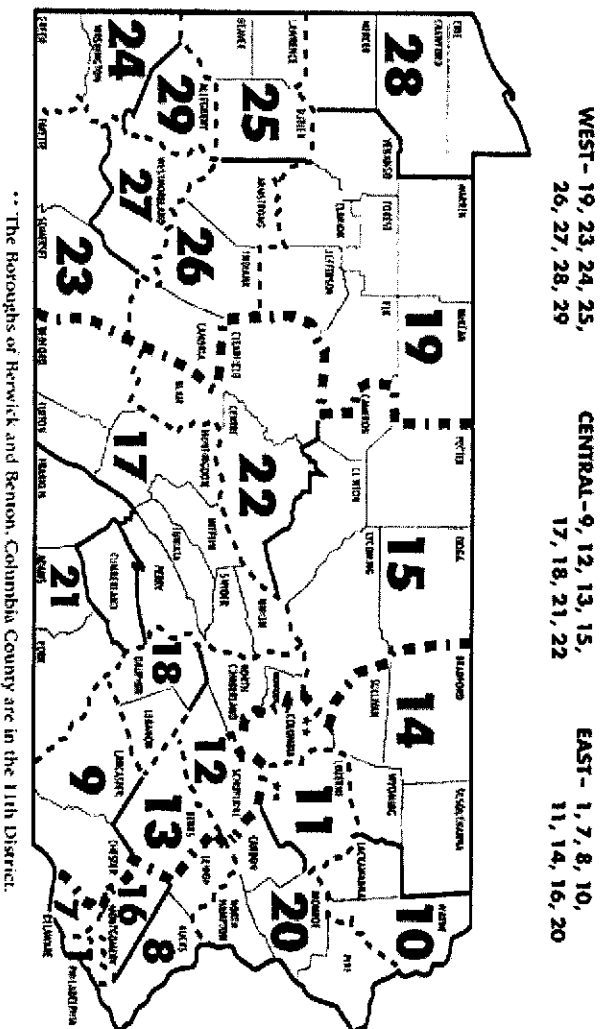 WEST- 19, 23, 24, 25,
26, 27, 28, 29
CENTRAL-9, 12, 13, 15,
17, 18, 21, 22
EAST- 1, 7, 8, 10,
11, 14, 16, 20
ERIE
CRAWFORD
28
MERCER
VENANGO
WARREN
FOREST
McKEAN
ELK
19
CAMERON
POTTER
CLINTON
TIOGA
15
LYCOMING
BRADFORD
14
SULLIVAN
SUSQUEHANNA
WYOMING
WAYNE
10
LACKAWANNA
PIKE
LAWRENCE
BUTLER
25
BEAVER
CLARION
ARMSTRONG
JEFFERSON
INDIANA
26
CLEARFIELD
CAMBRIA
CENTRE
22
UNION
SNYDER
MIFFLIN
JUNIATA
NORTH
UMBERLAND
COLUMBIA
**
LUZERNE
11
MONROE
20
CARBON
SCHUYLKILL
12
NORTH
HAMPTON
LEHIGH
ALLEGHENY
29
WESTMORELAND
27
WASHINGTON
24
GREENE
FAYETTE
SOMERSET
23
BEDFORD
BLAIR
HUNTINGDON
17
FULTON
FRANKLIN
PERRY
CUMBERLAND
21
ADAMS
YORK
DAUPHIN
18
LEBANON
LANCASTER
9
BERKS
13
CHESTER
16
MONTGOMERY
BUCKS
8
7
1
DELAWARE
PHILADELPHIA
** The Boroughs of Berwick and Benton, Columbia County are in the 11th District.